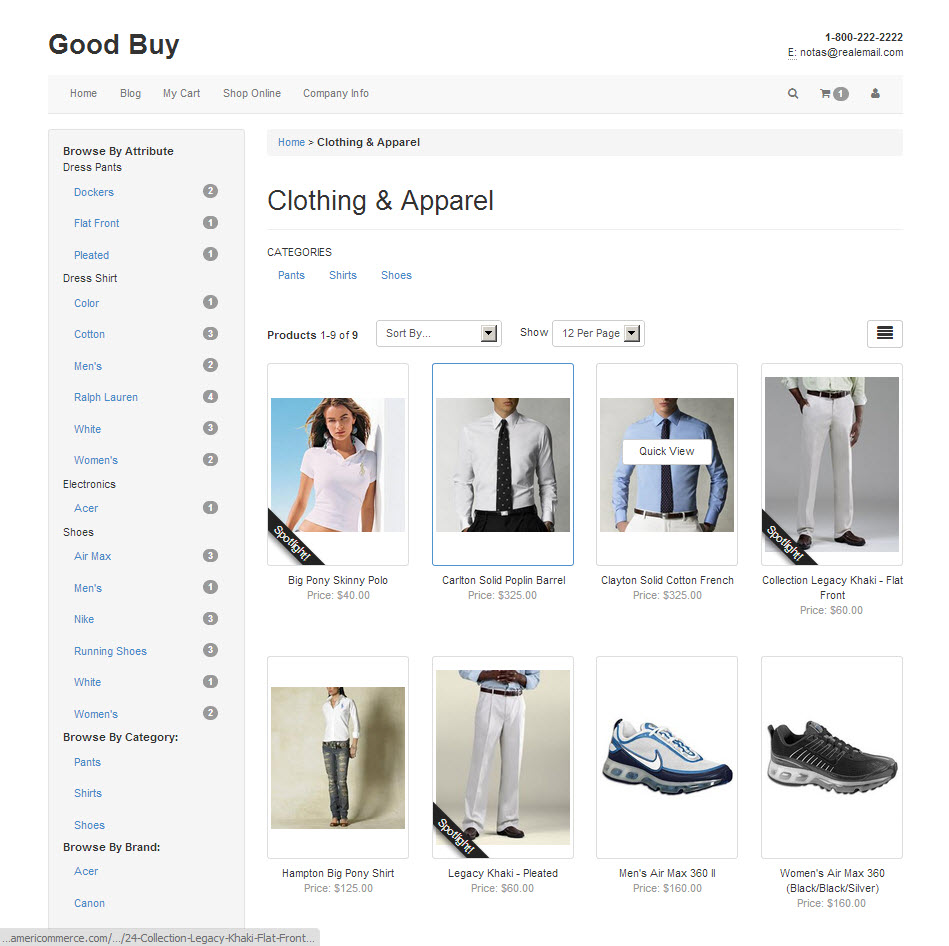 Good Buy
1-800-222-2222
E: notas@realemail.com
Home Blog My Cart Shop Online Company Info
1
Browse By Attribute
Dress Pants
Dockers 2
Flat Front 1
Pleated 1
Dress Shirt
Color 1
Cotton 3
Men's 2
Ralph Lauren 4
White 3
Women's 2
Electronics
Acer 1
Shoes
Air Max 3
Men's 1
Nike 3
Running Shoes 3
White 1
Women's 2
Browse By Category:
Pants
Shirts
Shoes
Browse By Brand:
Acer
Canon
Home > Clothing & Apparel
Clothing & Apparel
CATEGORIES
Pants Shirts Shoes
Products 1-9 of 9 Sort By... Show 12 Per Page
Quick View
Spotlight!
Spotlight!
Big Pony Skinny Polo
Price: $40.00
Carlton Solid Poplin Barrel
Price: $325.00
Clayton Solid Cotton French
Price: $325.00
Collection Legacy Khaki - Flat
Front
Price: $60.00
Spotlight!
Hampton Big Pony Shirt
Price: $125.00
Legacy Khaki - Pleated
Price: $60.00
Men's Air Max 360 II
Price: $160.00
Women's Air Max 360
(Black/Black/Silver)
Price: $160.00
...americommerce.com/.../24-Collection-Legacy-Khaki-Flat-Front...